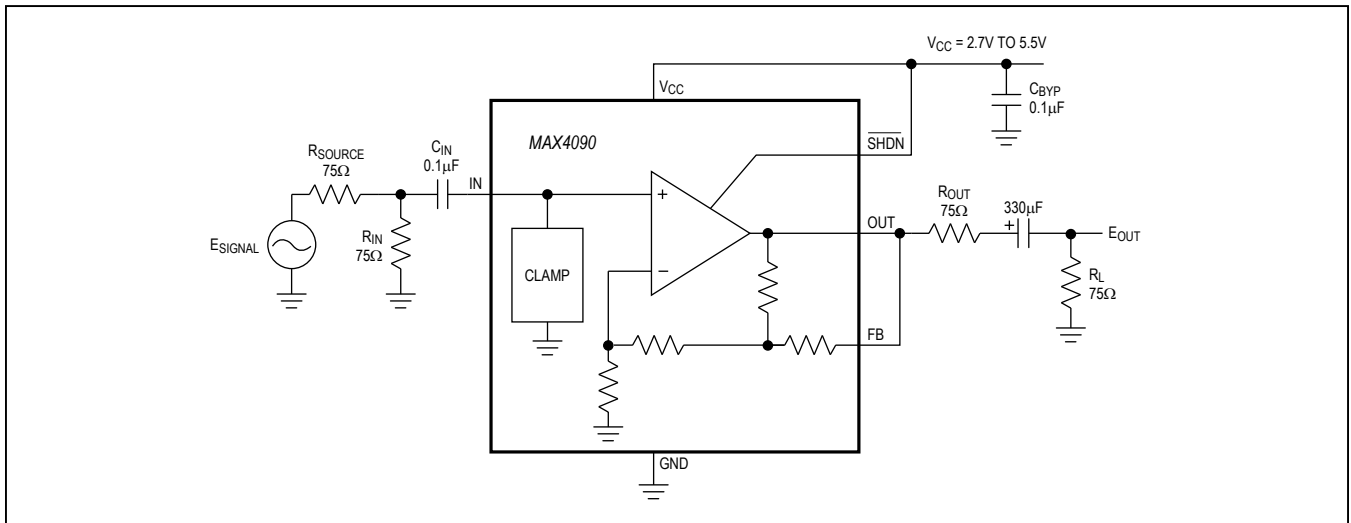 V_CC = 2.7V TO 5.5V
V_CC
C_BYP
0.1µF
MAX4090
SHDN
C_IN
0.1µF
R_SOURCE
75Ω
IN
+
R_OUT
75Ω
330µF
OUT
+
E_OUT
E_SIGNAL
R_IN
75Ω
CLAMP
−
R_L
75Ω
FB
GND